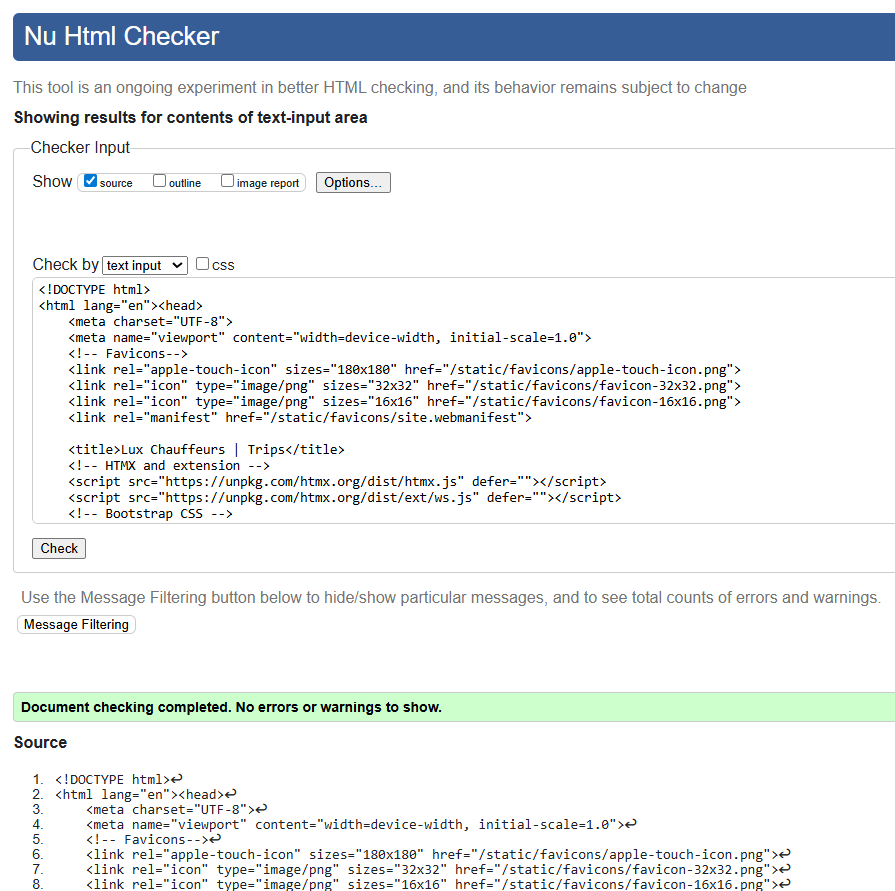 Nu Html Checker
This tool is an ongoing experiment in better HTML checking, and its behavior remains subject to change
Showing results for contents of text-input area
Checker Input
Show source outline image report Options...
Check by text input css
<!DOCTYPE html>
<html lang="en"><head>
    <meta charset="UTF-8">
    <meta name="viewport" content="width=device-width, initial-scale=1.0">
    <!-- Favicons-->
    <link rel="apple-touch-icon" sizes="180x180" href="/static/favicons/apple-touch-icon.png">
    <link rel="icon" type="image/png" sizes="32x32" href="/static/favicons/favicon-32x32.png">
    <link rel="icon" type="image/png" sizes="16x16" href="/static/favicons/favicon-16x16.png">
    <link rel="manifest" href="/static/favicons/site.webmanifest">
    <title>Lux Chauffeurs | Trips</title>
    <!-- HTMX and extension -->
    <script src="https://unpkg.com/htmx.org/dist/htmx.js" defer=""></script>
    <script src="https://unpkg.com/htmx.org/dist/ext/ws.js" defer=""></script>
    <!-- Bootstrap CSS -->
Check
Use the Message Filtering button below to hide/show particular messages, and to see total counts of errors and warnings.
Message Filtering
Document checking completed. No errors or warnings to show.
Source
1. <!DOCTYPE html>↩
2. <html lang="en"><head>↩
3.     <meta charset="UTF-8">↩
4.     <meta name="viewport" content="width=device-width, initial-scale=1.0">↩
5.     <!-- Favicons-->↩
6.     <link rel="apple-touch-icon" sizes="180x180" href="/static/favicons/apple-touch-icon.png">↩
7.     <link rel="icon" type="image/png" sizes="32x32" href="/static/favicons/favicon-32x32.png">↩
8.     <link rel="icon" type="image/png" sizes="16x16" href="/static/favicons/favicon-16x16.png">↩